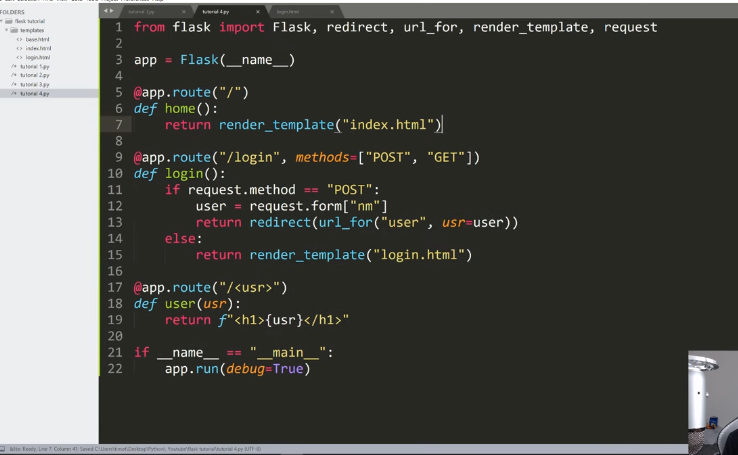 FOLDERS
flask tutorial
templates
base.html
index.html
login.html
tutorial 1.py
tutorial 2.py
tutorial 3.py
tutorial 4.py
tutorial 1.py
tutorial 4.py
login.html
1 from flask import Flask, redirect, url_for, render_template, request
2
3 app = Flask(__name__)
4
5 @app.route("/")
6 def home():
7 return render_template("index.html")
8
9 @app.route("/login", methods=["POST", "GET"])
10 def login():
11 if request.method == "POST":
12 user = request.form["nm"]
13 return redirect(url_for("user", usr=user))
14 else:
15 return render_template("login.html")
16
17 @app.route("/<usr>")
18 def user(usr):
19 return f"<h1>{usr}</h1>"
20
21 if __name__ == "__main__":
22 app.run(debug=True)